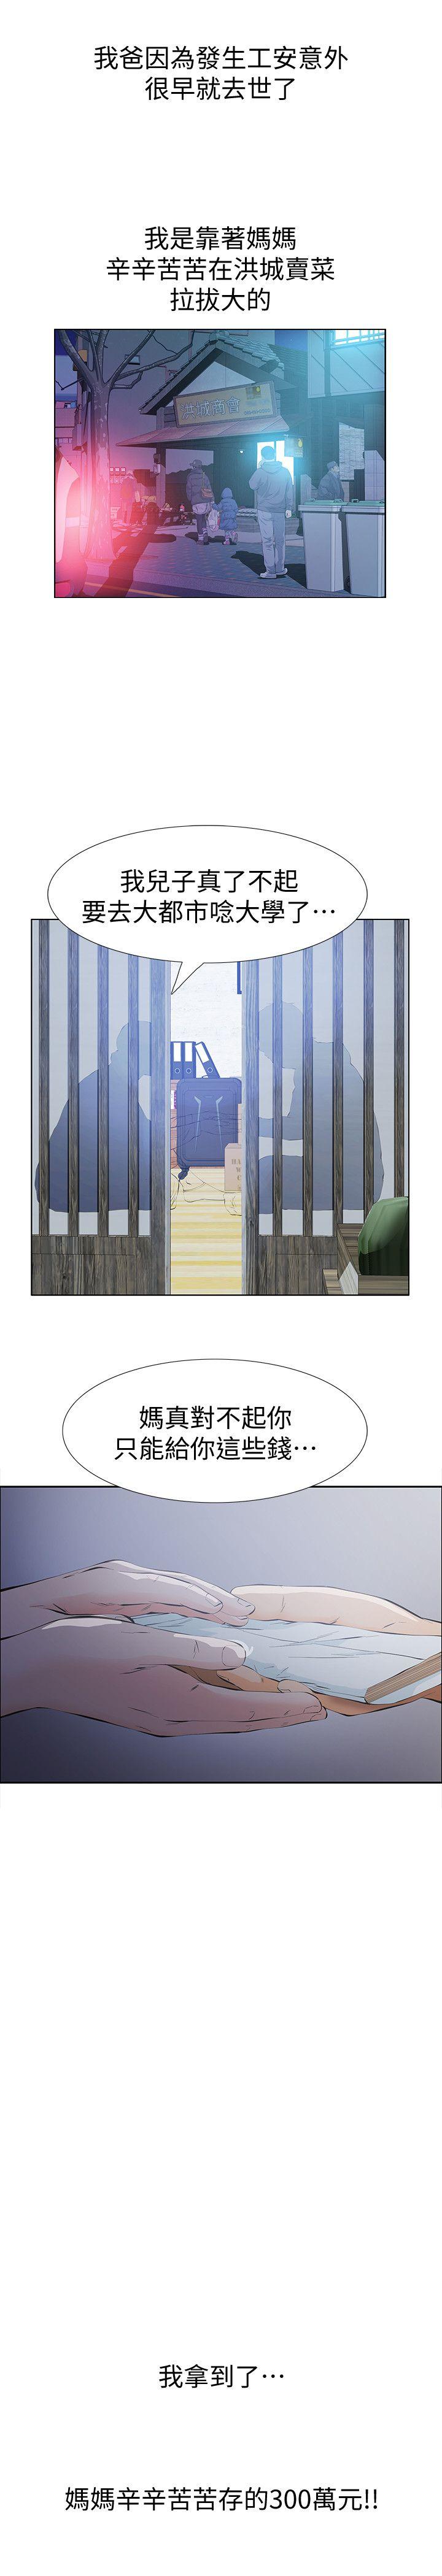 我爸因為發生工安意外
很早就去世了
我是靠著媽媽
辛辛苦苦在洪城賣菜
拉拔大的
洪城商會
我兒子真了不起
要去大都市唸大學了⋯
媽真對不起你
只能給你這些錢⋯
我拿到了⋯
媽媽辛辛苦苦存的300萬元!!